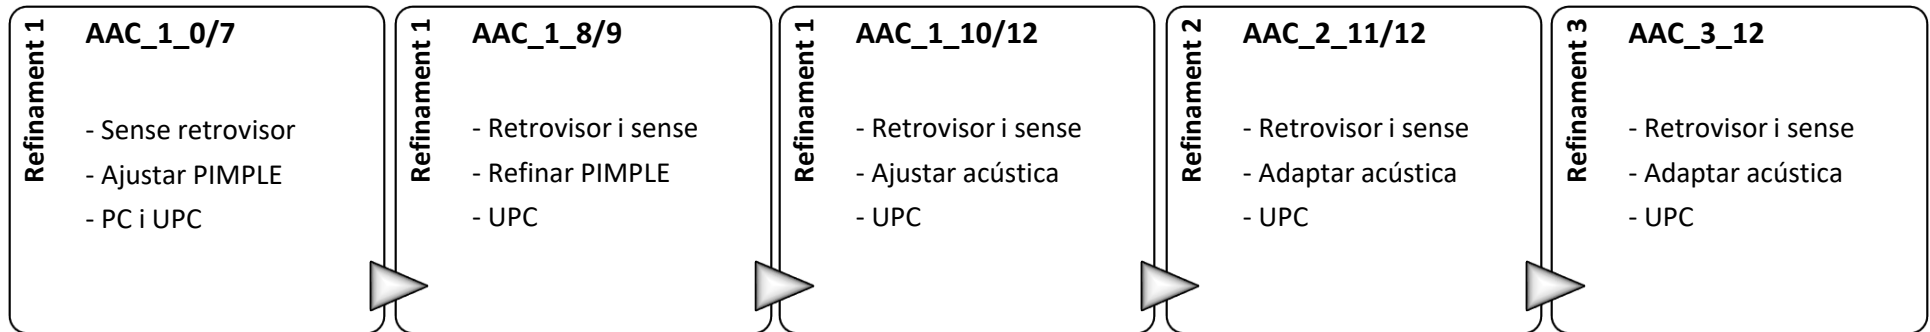 Refinament 1
AAC_1_0/7
- Sense retrovisor
- Ajustar PIMPLE
- PC i UPC
Refinament 1
AAC_1_8/9
- Retrovisor i sense
- Refinar PIMPLE
- UPC
Refinament 1
AAC_1_10/12
- Retrovisor i sense
- Ajustar acústica
- UPC
Refinament 2
AAC_2_11/12
- Retrovisor i sense
- Adaptar acústica
- UPC
Refinament 3
AAC_3_12
- Retrovisor i sense
- Adaptar acústica
- UPC